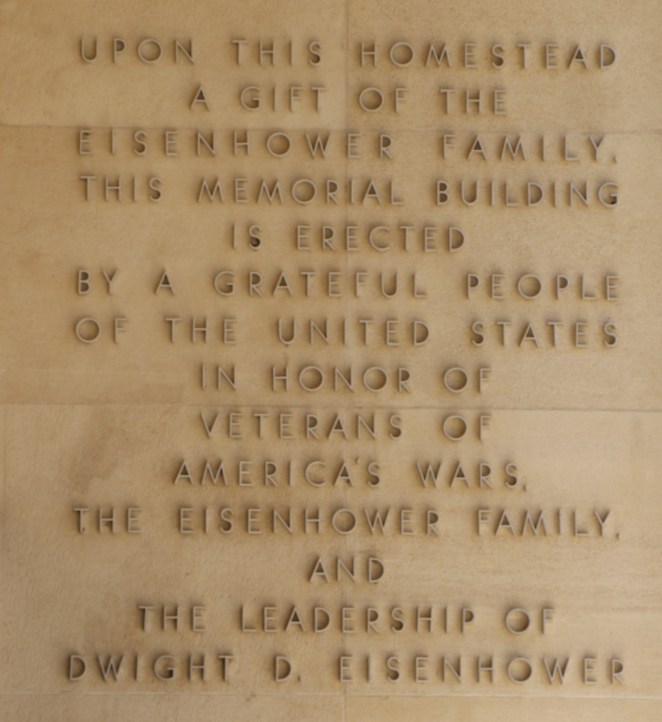 UPON THIS HOMESTEAD
A GIFT OF THE
EISENHOWER FAMILY,
THIS MEMORIAL BUILDING
IS ERECTED
BY A GRATEFUL PEOPLE
OF THE UNITED STATES
IN HONOR OF
VETERANS OF
AMERICA'S WARS,
THE EISENHOWER FAMILY,
AND
THE LEADERSHIP OF
DWIGHT D. EISENHOWER